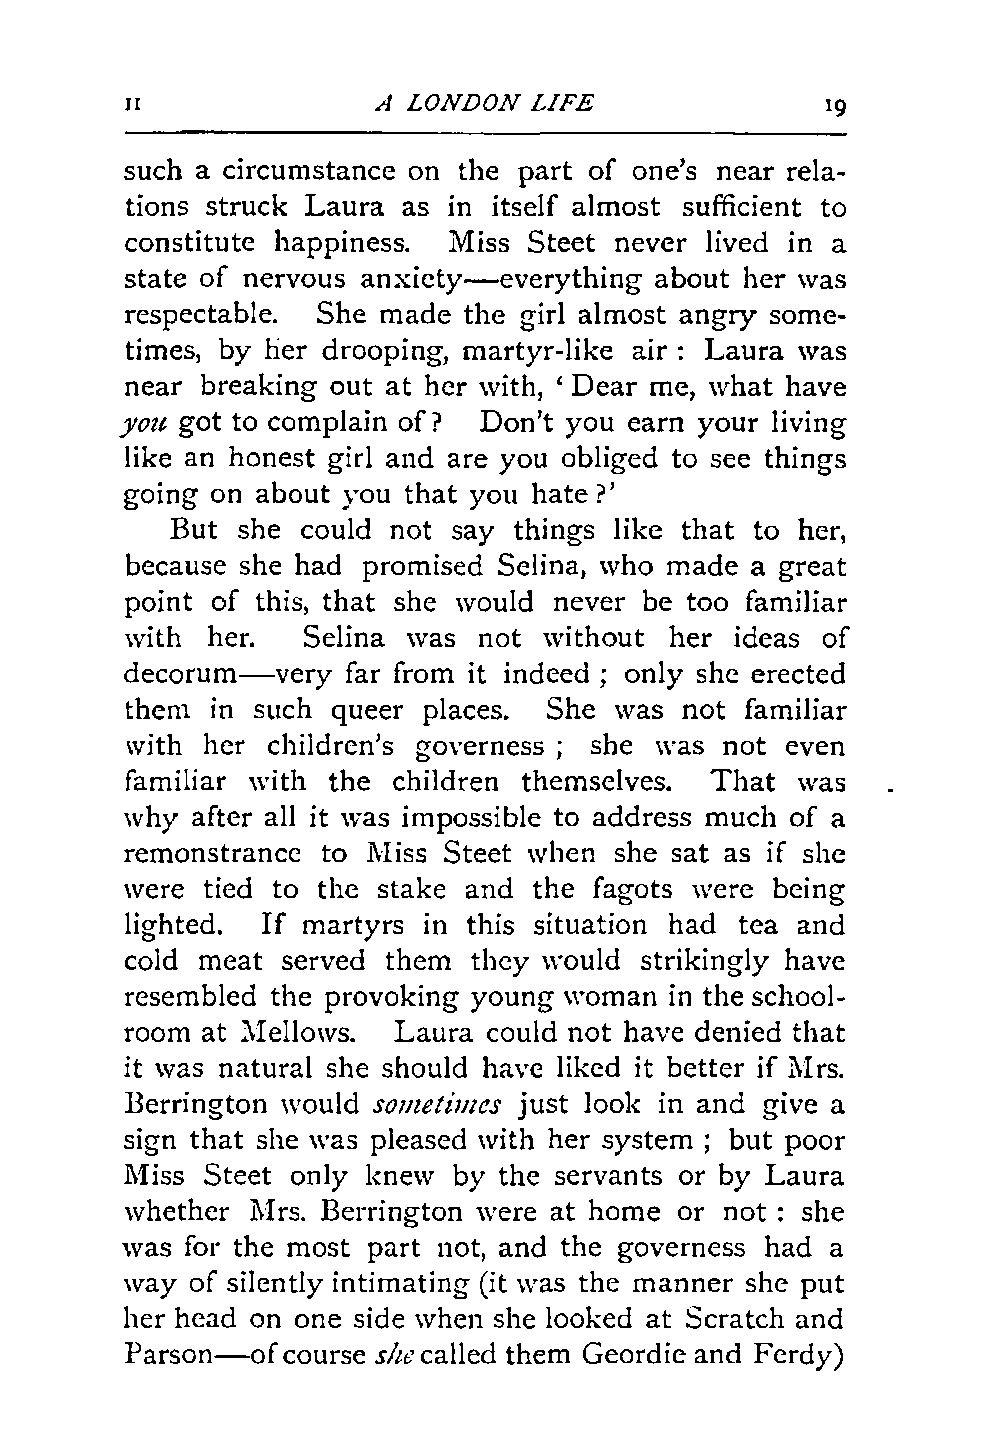 II A LONDON LIFE 19
such a circumstance on the part of one's near rela-
tions struck Laura as in itself almost sufficient to
constitute happiness. Miss Steet never lived in a
state of nervous anxiety—everything about her was
respectable. She made the girl almost angry some-
times, by her drooping, martyr-like air : Laura was
near breaking out at her with, ‘ Dear me, what have
you got to complain of ? Don't you earn your living
like an honest girl and are you obliged to see things
going on about you that you hate ?’
But she could not say things like that to her,
because she had promised Selina, who made a great
point of this, that she would never be too familiar
with her. Selina was not without her ideas of
decorum—very far from it indeed ; only she erected
them in such queer places. She was not familiar
with her children's governess ; she was not even
familiar with the children themselves. That was
why after all it was impossible to address much of a
remonstrance to Miss Steet when she sat as if she
were tied to the stake and the fagots were being
lighted. If martyrs in this situation had tea and
cold meat served them they would strikingly have
resembled the provoking young woman in the school-
room at Mellows. Laura could not have denied that
it was natural she should have liked it better if Mrs.
Berrington would sometimes just look in and give a
sign that she was pleased with her system ; but poor
Miss Steet only knew by the servants or by Laura
whether Mrs. Berrington were at home or not : she
was for the most part not, and the governess had a
way of silently intimating (it was the manner she put
her head on one side when she looked at Scratch and
Parson—of course she called them Geordie and Ferdy)